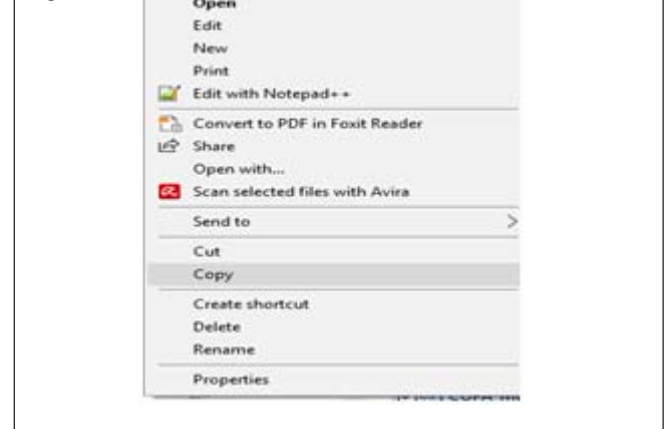 Open
Edit
New
Print
Edit with Notepad++
Convert to PDF in Foxit Reader
Share
Open with...
Scan selected files with Avira
Send to
Cut
Copy
Create shortcut
Delete
Rename
Properties